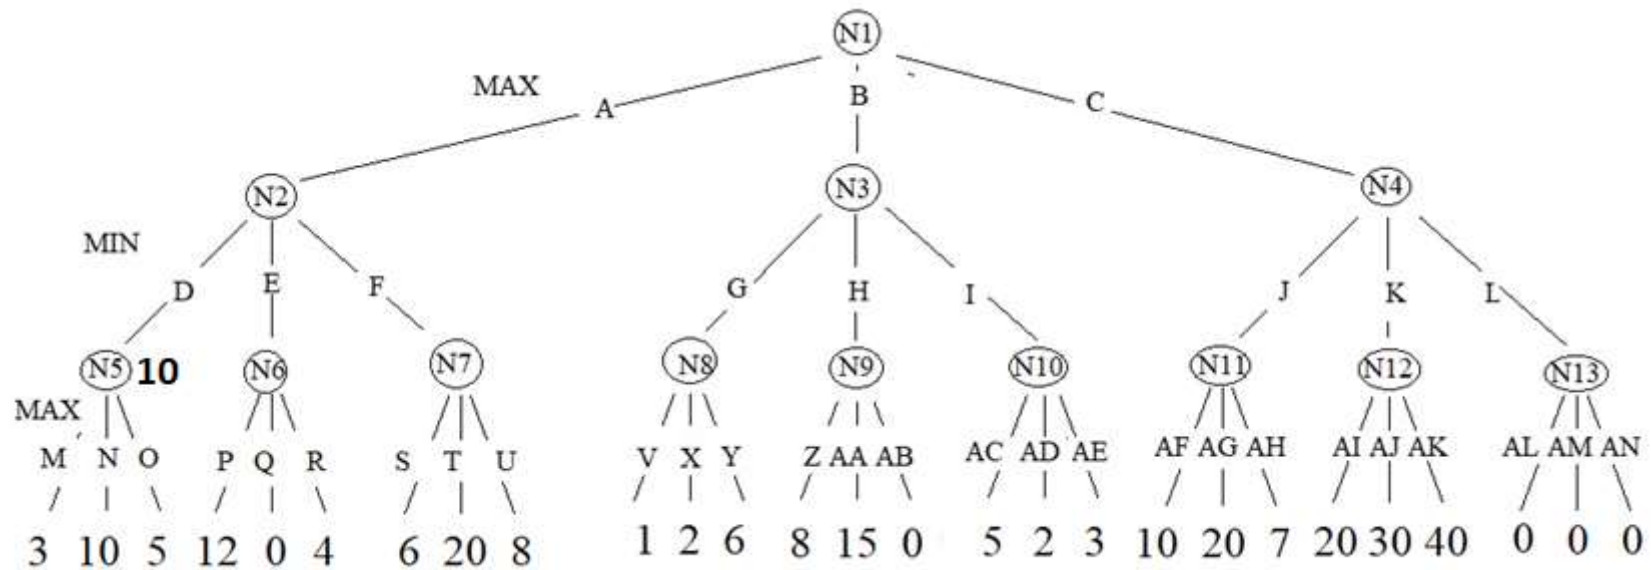 N1
MAX A B C
N2 N3 N4
MIN
D E F G H I J K L
N5 10 N6 N7 N8 N9 N10 N11 N12 N13
MAX
M N O P Q R S T U V X Y Z AA AB AC AD AE AF AG AH AI AJ AK AL AM AN
3 10 5 12 0 4 6 20 8 1 2 6 8 15 0 5 2 3 10 20 7 20 30 40 0 0 0